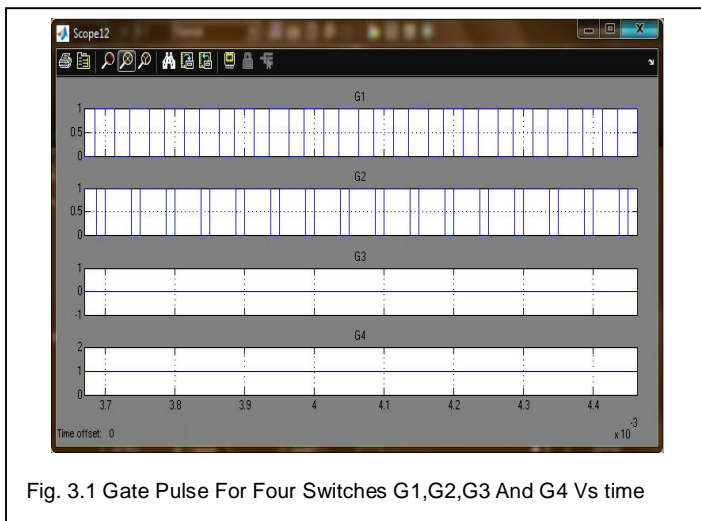 Scope12
G1
1
0.5
0
G2
1
0.5
0
G3
1
0
-1
G4
2
1
0
3.7 3.8 3.9 4 4.1 4.2 4.3 4.4
Time offset: 0
x 10
-3
Fig. 3.1 Gate Pulse For Four Switches G1,G2,G3 And G4 Vs time